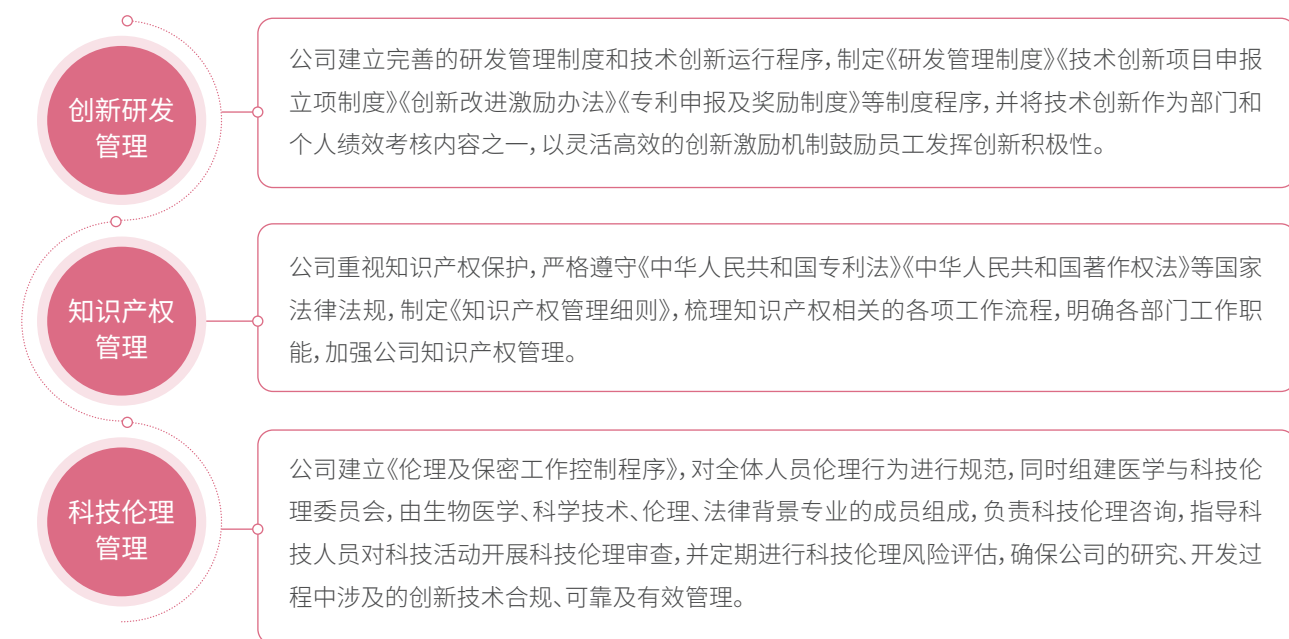 创新研发
管理
公司建立完善的研发管理制度和技术创新运行程序，制定《研发管理制度》《技术创新项目申报
立项制度》《创新改进激励办法》《专利申报及奖励制度》等制度程序，并将技术创新作为部门和
个人绩效考核内容之一，以灵活高效的创新激励机制鼓励员工发挥创新积极性。
知识产权
管理
公司重视知识产权保护，严格遵守《中华人民共和国专利法》《中华人民共和国著作权法》等国家
法律法规，制定《知识产权管理细则》，梳理知识产权相关的各项工作流程，明确各部门工作职
能，加强公司知识产权管理。
科技伦理
管理
公司建立《伦理及保密工作控制程序》，对全体人员伦理行为进行规范，同时组建医学与科技伦
理委员会，由生物医学、科学技术、伦理、法律背景专业的成员组成，负责科技伦理咨询，指导科
技人员对科技活动开展科技伦理审查，并定期进行科技伦理风险评估，确保公司的研究、开发过
程中涉及的创新技术合规、可靠及有效管理。